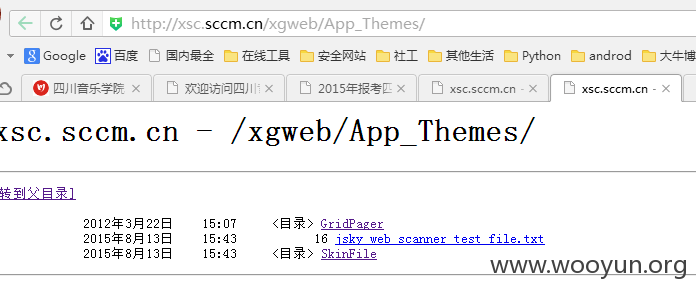 http://xsc.sccm.cn/xgweb/App_Themes/
Google 百度 国内最全 在线工具 安全网站 社工 其他生活 Python androd 大牛博
四川音乐学院 欢迎访问四川 2015年报考四 xsc.sccm.cn - xsc.sccm.cn -
xsc.sccm.cn - /xgweb/App_Themes/
转到父目录]
2012年3月22日 15:07 <目录> GridPager
2015年8月13日 15:43 16 jsky_web_scanner_test_file.txt
2015年8月13日 15:43 <目录> SkinFile
www.wooyun.org